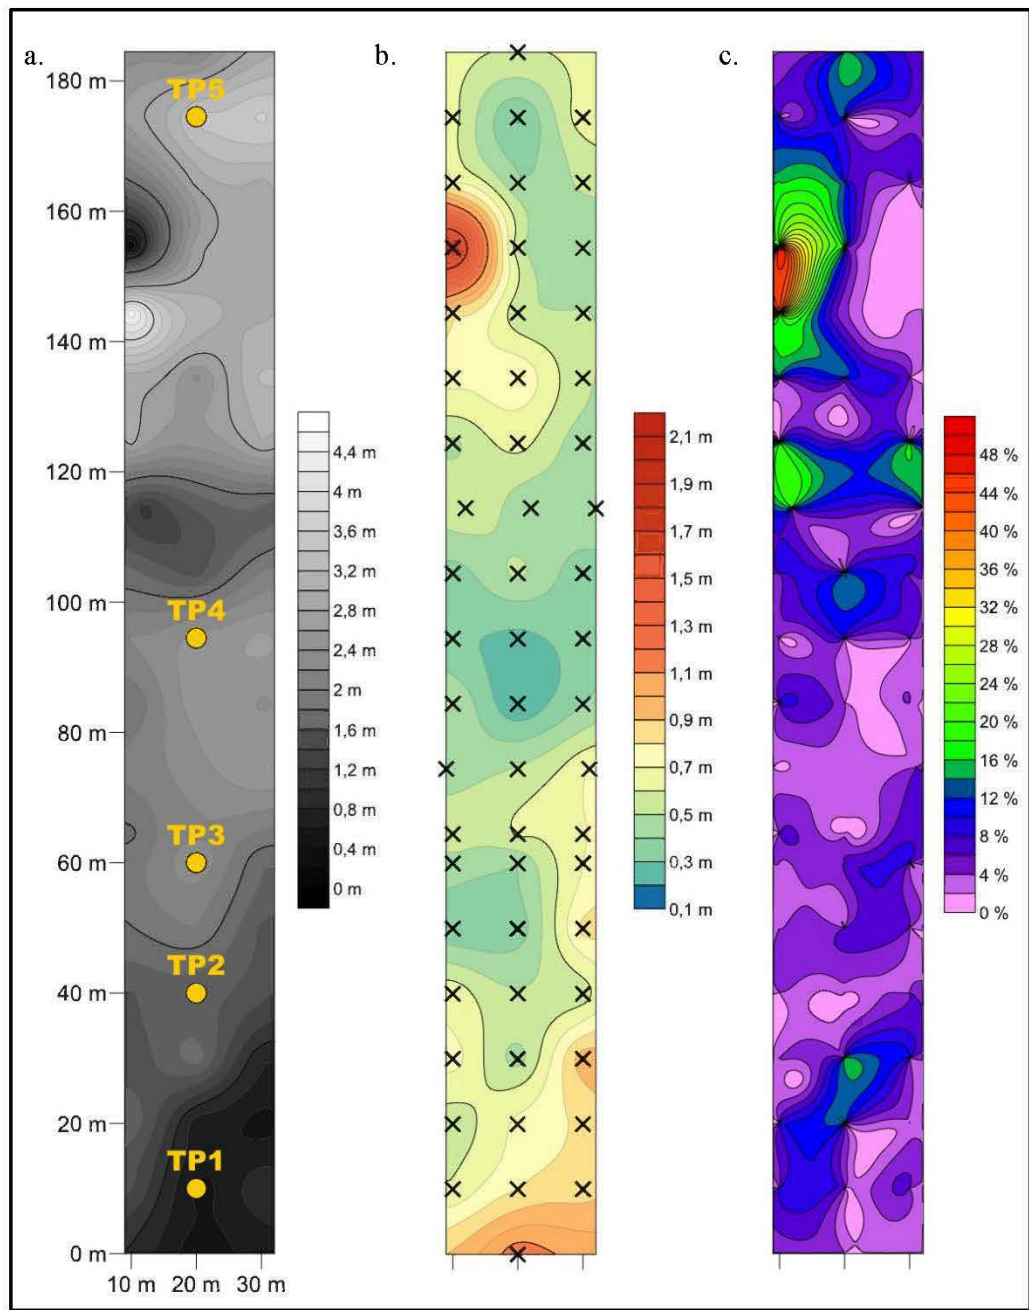 a.
b.
c.
180 m
TP5
160 m
140 m
120 m
100 m
TP4
80 m
60 m
TP3
40 m
TP2
20 m
TP1
0 m
10 m 20 m 30 m
4,4 m
4 m
3,6 m
3,2 m
2,8 m
2,4 m
2 m
1,6 m
1,2 m
0,8 m
0,4 m
0 m
2,1 m
1,9 m
1,7 m
1,5 m
1,3 m
1,1 m
0,9 m
0,7 m
0,5 m
0,3 m
0,1 m
48 %
44 %
40 %
36 %
32 %
28 %
24 %
20 %
16 %
12 %
8 %
4 %
0 %